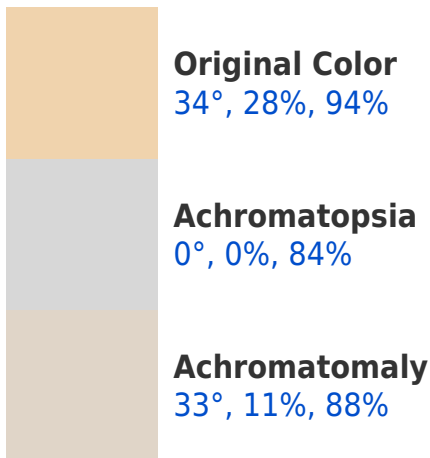 Original Color
34°, 28%, 94%
Achromatopsia
0°, 0%, 84%
Achromatomaly
33°, 11%, 88%